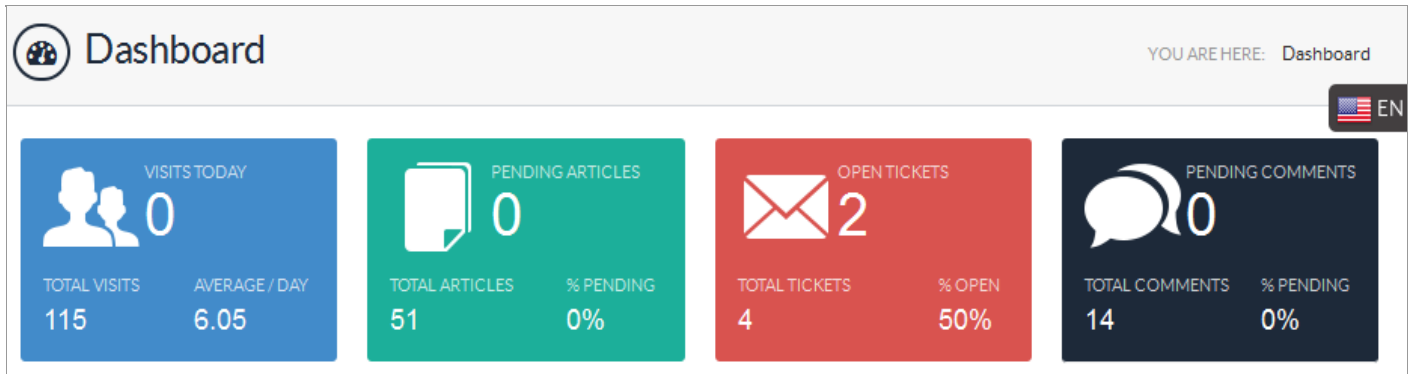 Dashboard
YOU ARE HERE: Dashboard
EN
VISITS TODAY
0
TOTAL VISITS AVERAGE / DAY
115 6.05
PENDING ARTICLES
0
TOTAL ARTICLES % PENDING
51 0%
OPEN TICKETS
2
TOTAL TICKETS % OPEN
4 50%
PENDING COMMENTS
0
TOTAL COMMENTS % PENDING
14 0%